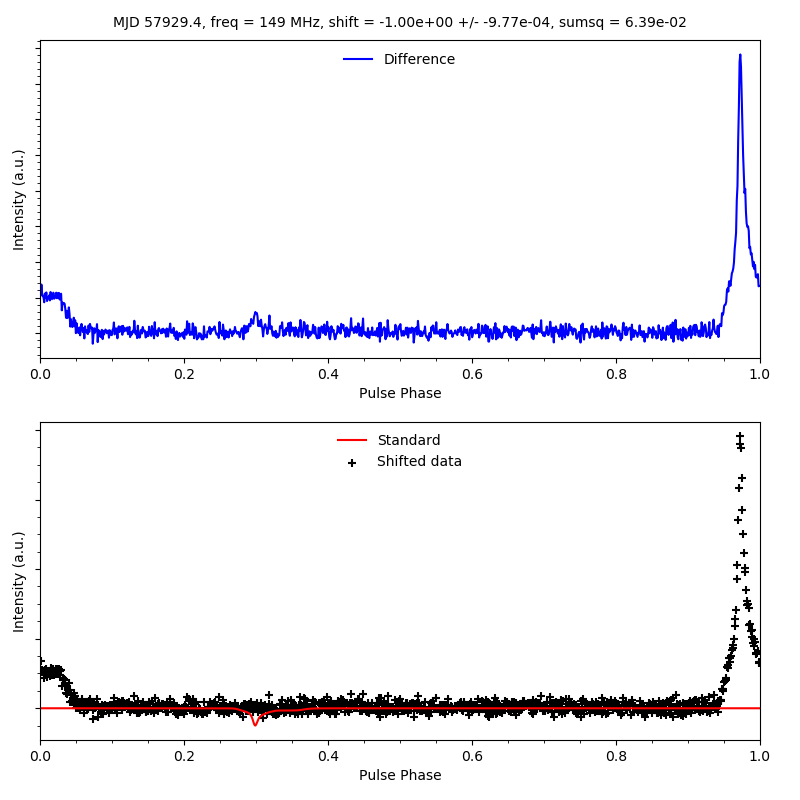 MJD 57929.4, freq = 149 MHz, shift = -1.00e+00 +/- -9.77e-04, sumsq = 6.39e-02
Difference
Intensity (a.u.)
0.0 0.2 0.4 0.6 0.8 1.0
Pulse Phase
Standard
Shifted data
Intensity (a.u.)
0.0 0.2 0.4 0.6 0.8 1.0
Pulse Phase